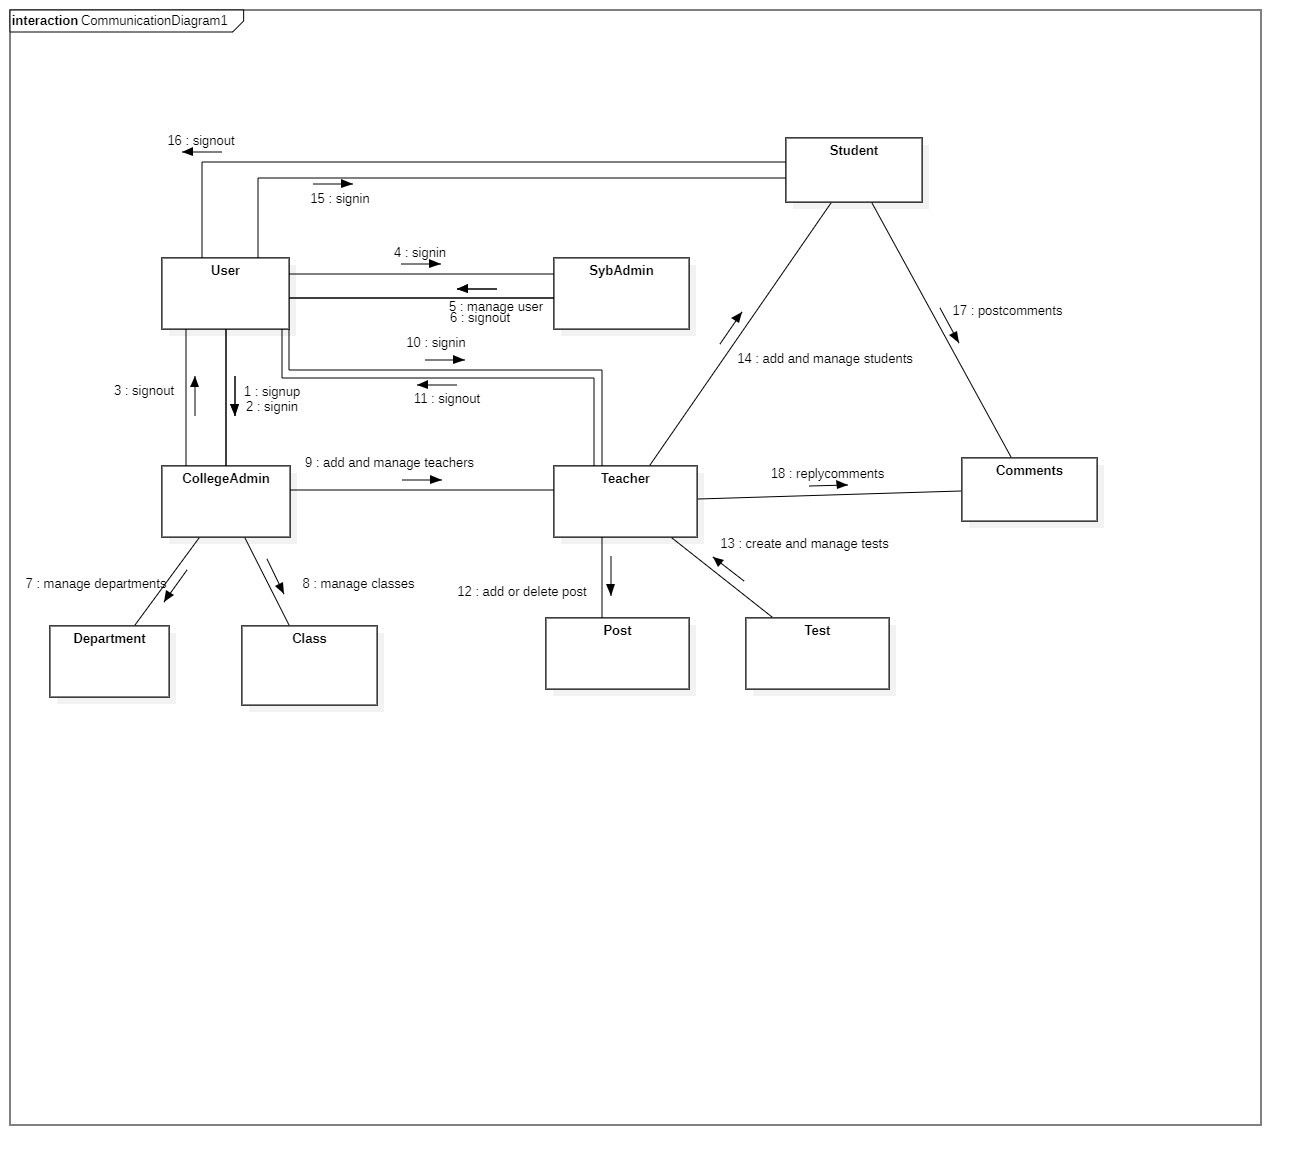 interaction CommunicationDiagram1
16 : signout
Student
15 : signin
4 : signin
User
SybAdmin
5 : manage user
6 : signout
17 : postcomments
10 : signin
14 : add and manage students
3 : signout
1 : signup
2 : signin
11 : signout
9 : add and manage teachers
CollegeAdmin
Teacher
18 : replycomments
Comments
13 : create and manage tests
7 : manage departments
8 : manage classes
12 : add or delete post
Department
Class
Post
Test